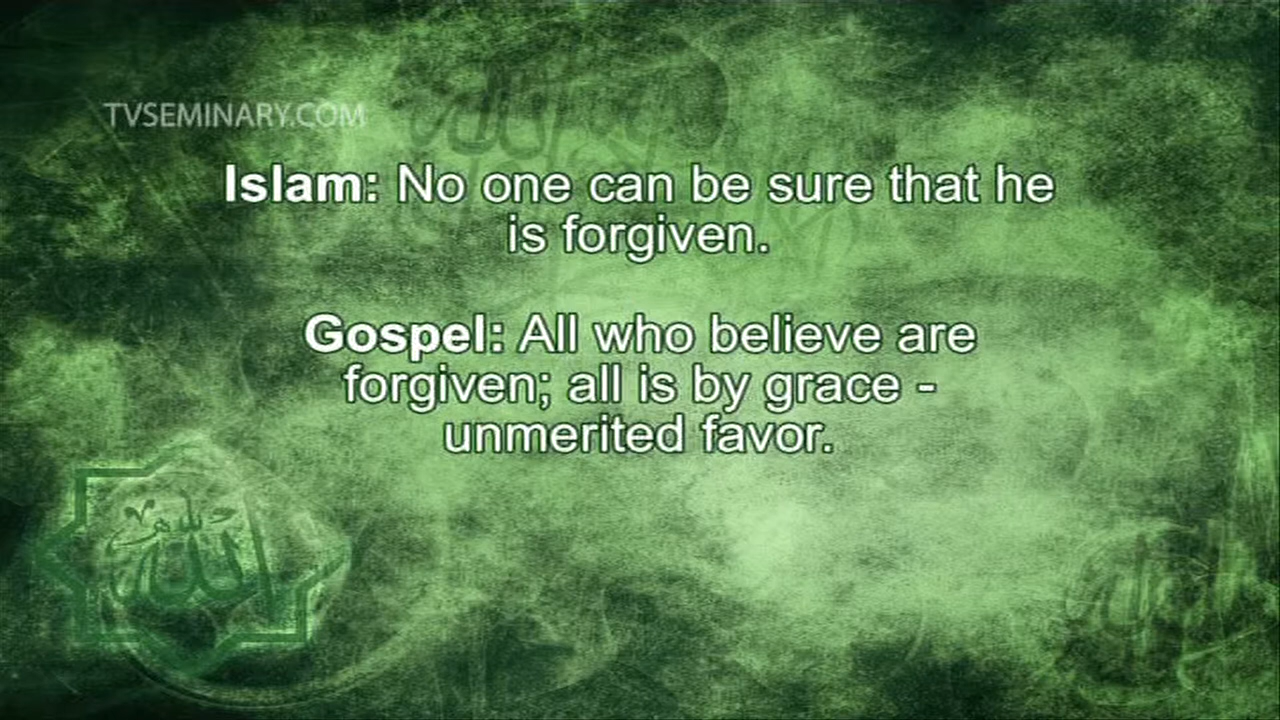 TVSEMINARY.COM
Islam: No one can be sure that he
is forgiven.
Gospel: All who believe are
forgiven; all is by grace -
unmerited favor.
الله